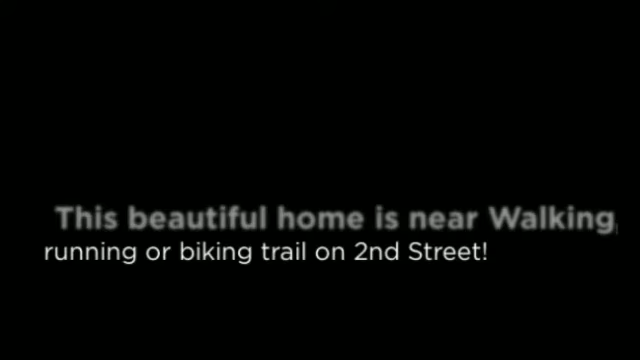 This beautiful home is near Walking,
running or biking trail on 2nd Street!